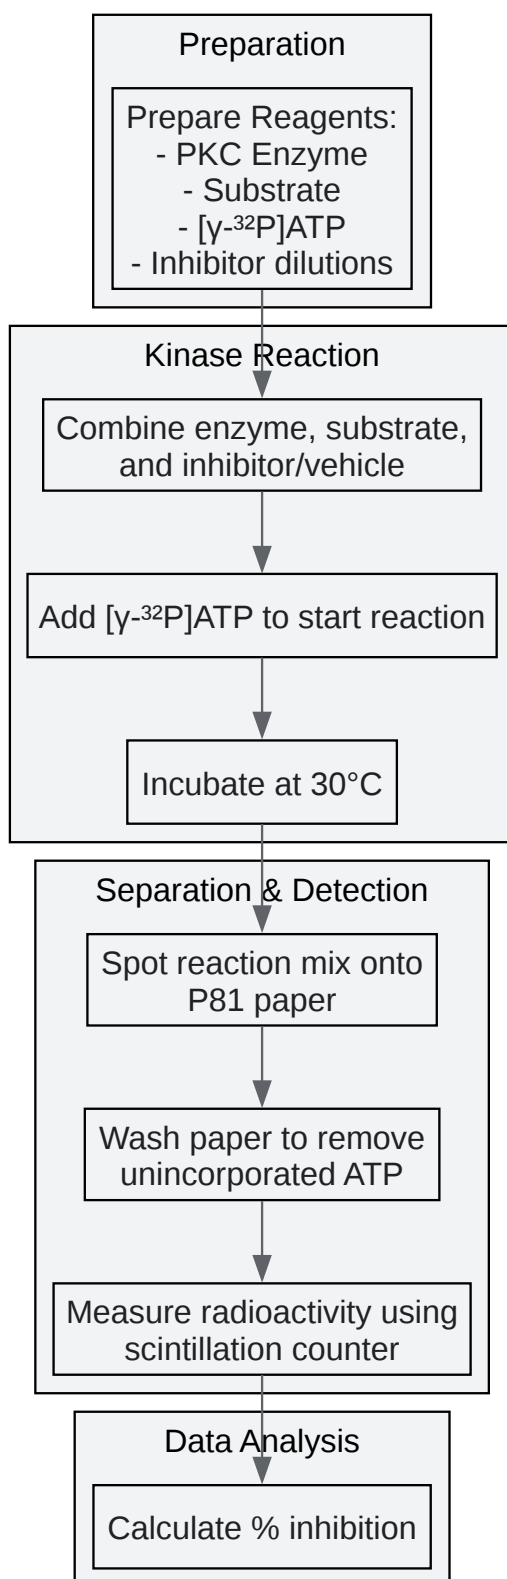 Preparation
Prepare Reagents:
- PKC Enzyme
- Substrate
- [γ-³²P]ATP
- Inhibitor dilutions
Kinase Reaction
Combine enzyme, substrate,
and inhibitor/vehicle
Add [γ-³²P]ATP to start reaction
Incubate at 30°C
Separation & Detection
Spot reaction mix onto
P81 paper
Wash paper to remove
unincorporated ATP
Measure radioactivity using
scintillation counter
Data Analysis
Calculate % inhibition